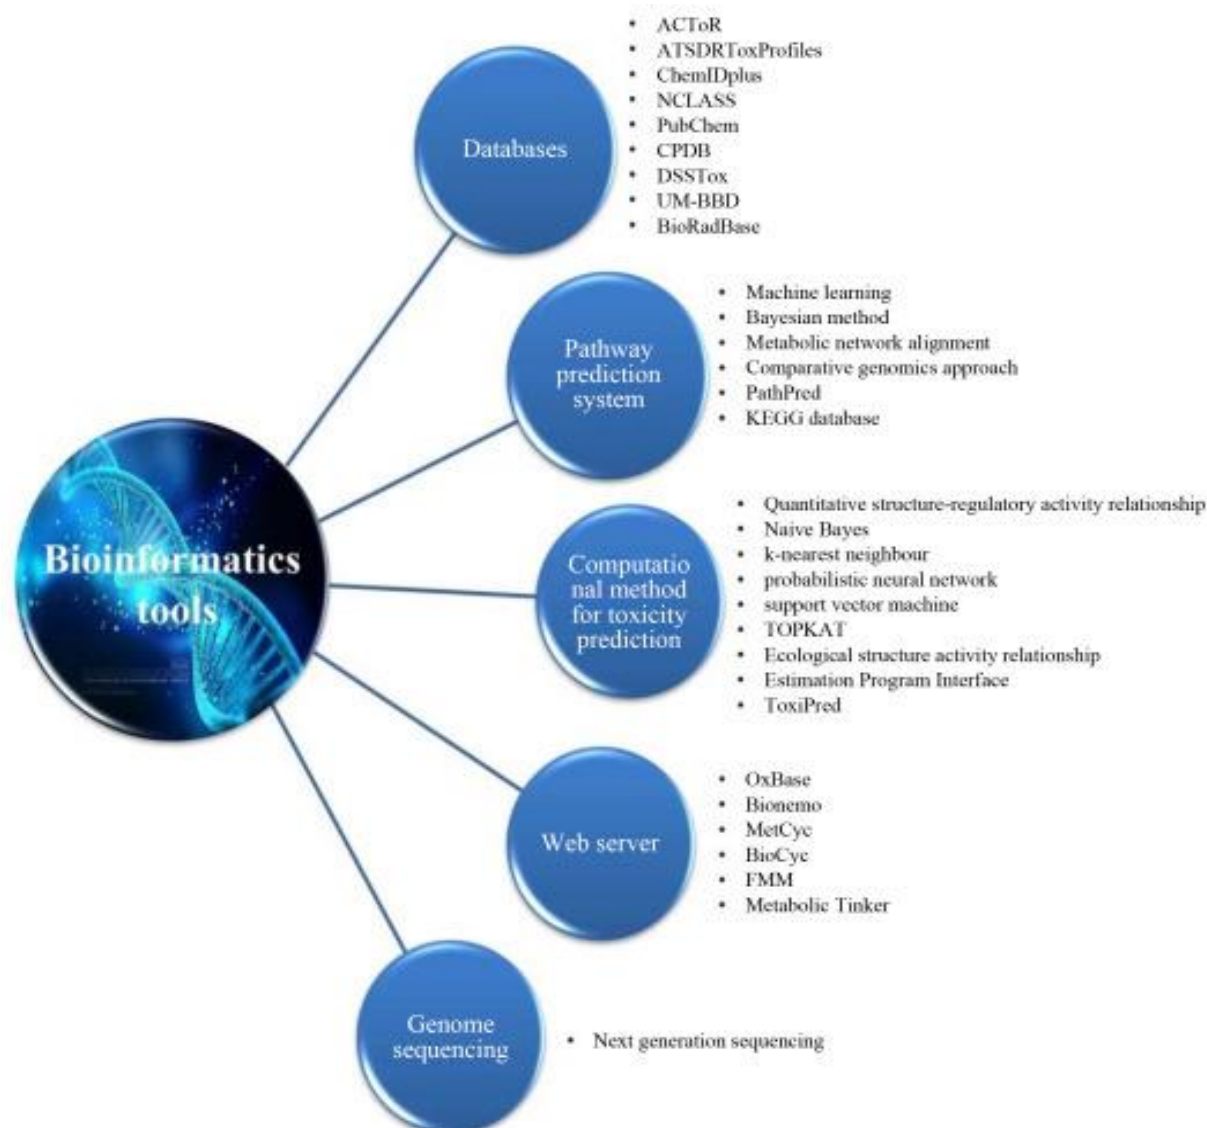 Bioinformatics
tools
Databases
• ACToR
• ATSDRToxProfiles
• ChemIDplus
• NCLASS
• PubChem
• CPDB
• DSSTox
• UM-BBD
• BioRadBase
Pathway
prediction
system
• Machine learning
• Bayesian method
• Metabolic network alignment
• Comparative genomics approach
• PathPred
• KEGG database
Computatio
nal method
for toxicity
prediction
• Quantitative structure-regulatory activity relationship
• Naive Bayes
• k-nearest neighbour
• probabilistic neural network
• support vector machine
• TOPKAT
• Ecological structure activity relationship
• Estimation Program Interface
• ToxiPred
Web server
• OxBase
• Bionemo
• MetCyc
• BioCyc
• FMM
• Metabolic Tinker
Genome
sequencing
• Next generation sequencing